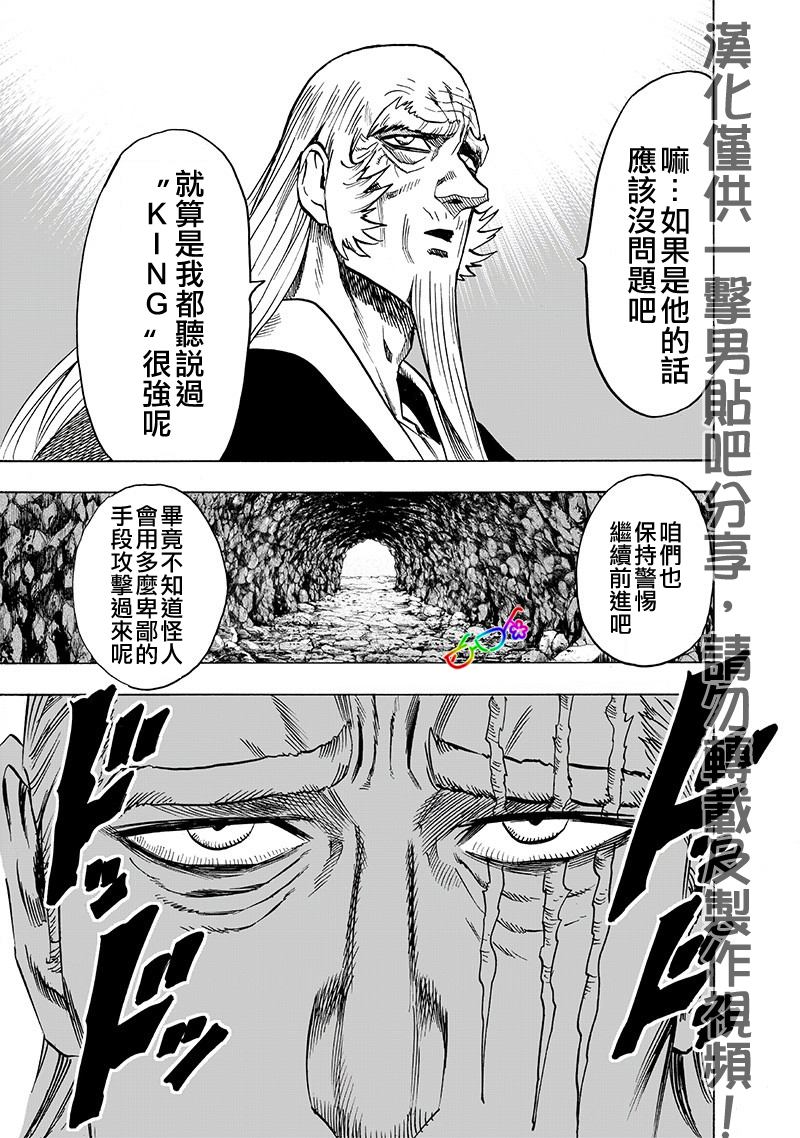 嘛…如果是他的話
應該沒問題吧
就算是我都聽説過
"KING"很強呢
咱們也
保持警惕
繼續前進吧
畢竟不知道怪人
會用多麼卑鄙的
手段攻擊過來呢
ドッ
ドッ
ドッ
ドッ
漢化僅供一擊男貼吧分享，請勿轉載及製作視頻！